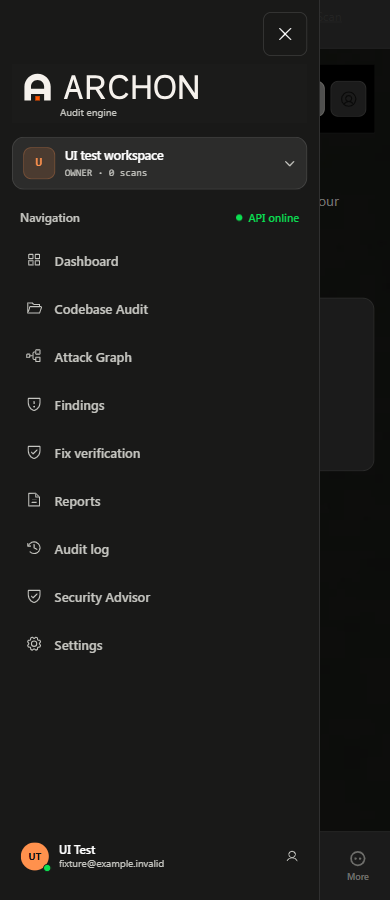 ARCHON
Audit engine
U
UI test workspace
OWNER · 0 scans
Navigation
API online
Dashboard
Codebase Audit
Attack Graph
Findings
Fix verification
Reports
Audit log
Security Advisor
Settings
UT
UI Test
fixture@example.invalid
our
More